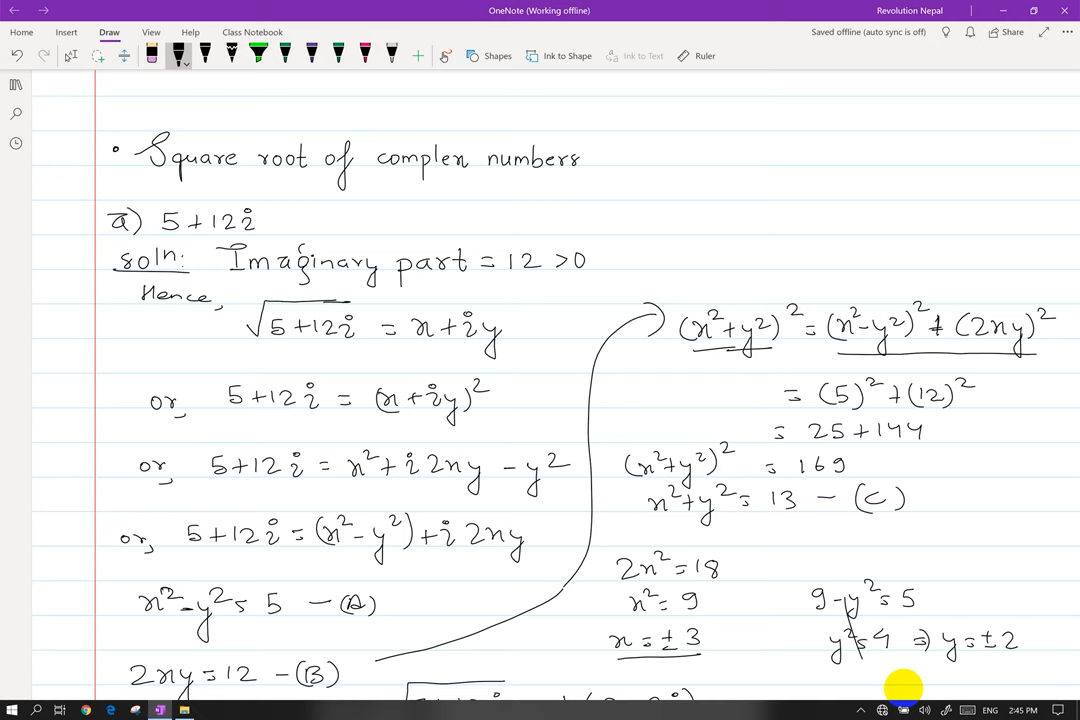 OneNote (Working offline)
Revolution Nepal
Home Insert Draw View Help Class Notebook
Saved offline (auto sync is off)
Share
Shapes
Ink to Shape
Ink to Text
Ruler
• Square root of complex numbers
a) 5+12i
soln: Imaginary part = 12 >0
Hence,
√5+12i = x+iy
or, 5+12i = (x+iy)²
or, 5+12i = x²+i2xy-y²
or, 5+12i = (x²-y²)+i2xy
x²-y² = 5 -(A)
2xy = 12 -(B)
(x²+y²)² = (x²-y²)² + (2xy)²
= (5)²+(12)²
= 25+144
(x²+y²)² = 169
x²+y² = 13 - (C)
2x² = 18
x² = 9
x = ±3
9-y² = 5
y² = 4 ⇒ y = ±2
ENG 2:45 PM